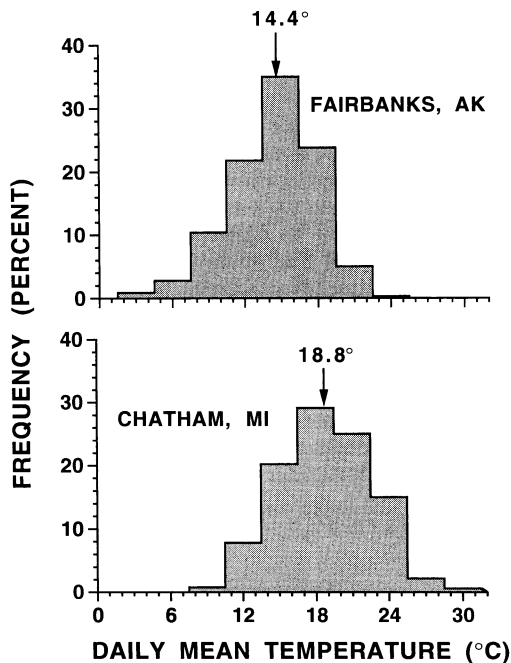 14.4°
40
FAIRBANKS, AK
30
20
10
0
FREQUENCY (PERCENT)
40
18.8°
30
CHATHAM, MI
20
10
0
0 6 12 18 24 30
DAILY MEAN TEMPERATURE (°C)